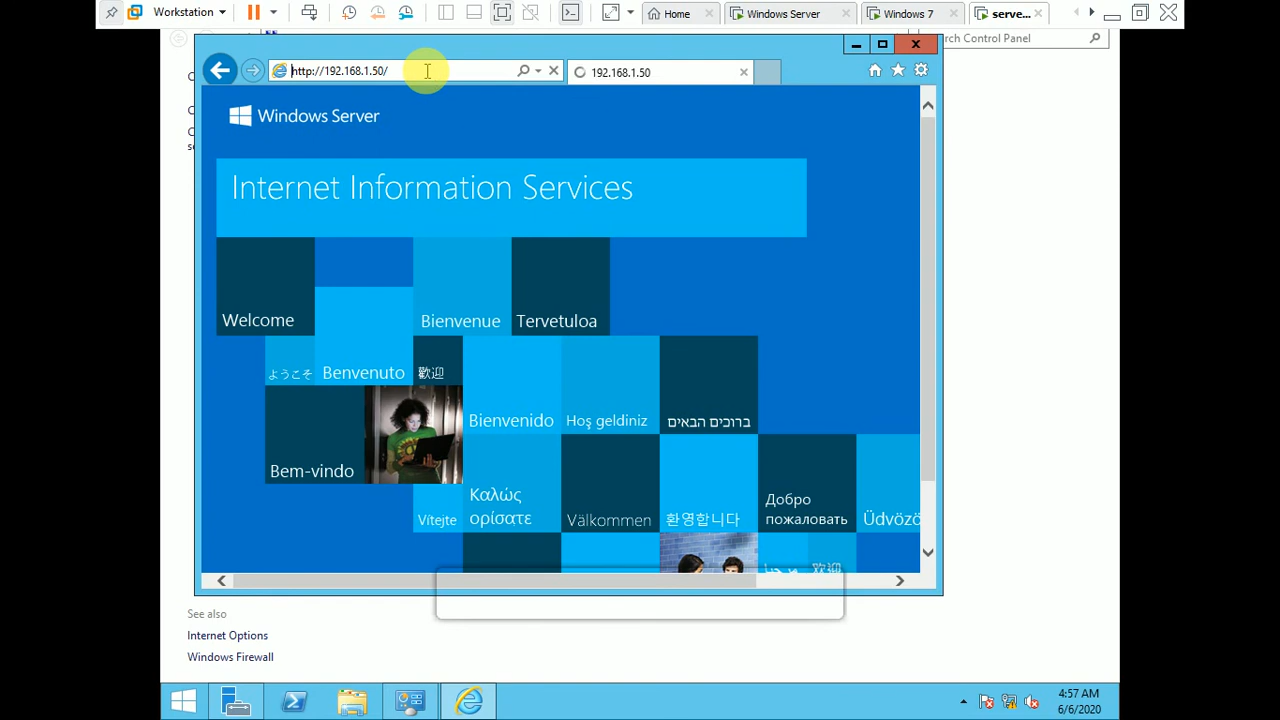 Workstation
Home
Windows Server
Windows 7
serve...
rch Control Panel
http://192.168.1.50/
192.168.1.50
Windows Server
Internet Information Services
Welcome
Bienvenue
Tervetuloa
ようこそ
Benvenuto
歡迎
Bienvenido
Hoş geldiniz
ברוכים הבאים
Bem-vindo
Vítejte
Καλώς
ορίσατε
Välkommen
환영합니다
Добро
пожаловать
Üdvözö
See also
Internet Options
Windows Firewall
4:57 AM
6/6/2020